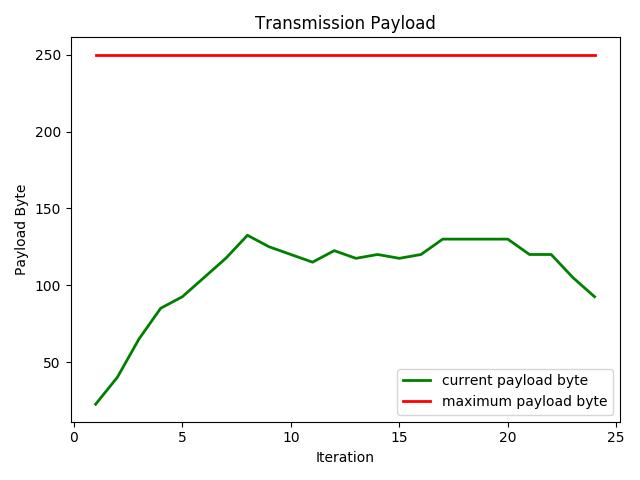 Transmission Payload
250
200
150
100
50
Payload Byte
0
5
10
15
20
25
Iteration
current payload byte
maximum payload byte